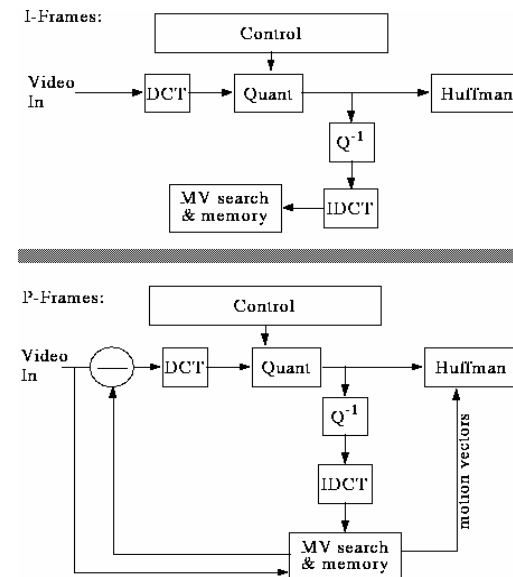 I-Frames:
Control
Video
In
DCT
Quant
Huffman
Q⁻¹
IDCT
MV search
& memory
P-Frames:
Control
Video
In
DCT
Quant
Huffman
Q⁻¹
IDCT
motion vectors
MV search
& memory